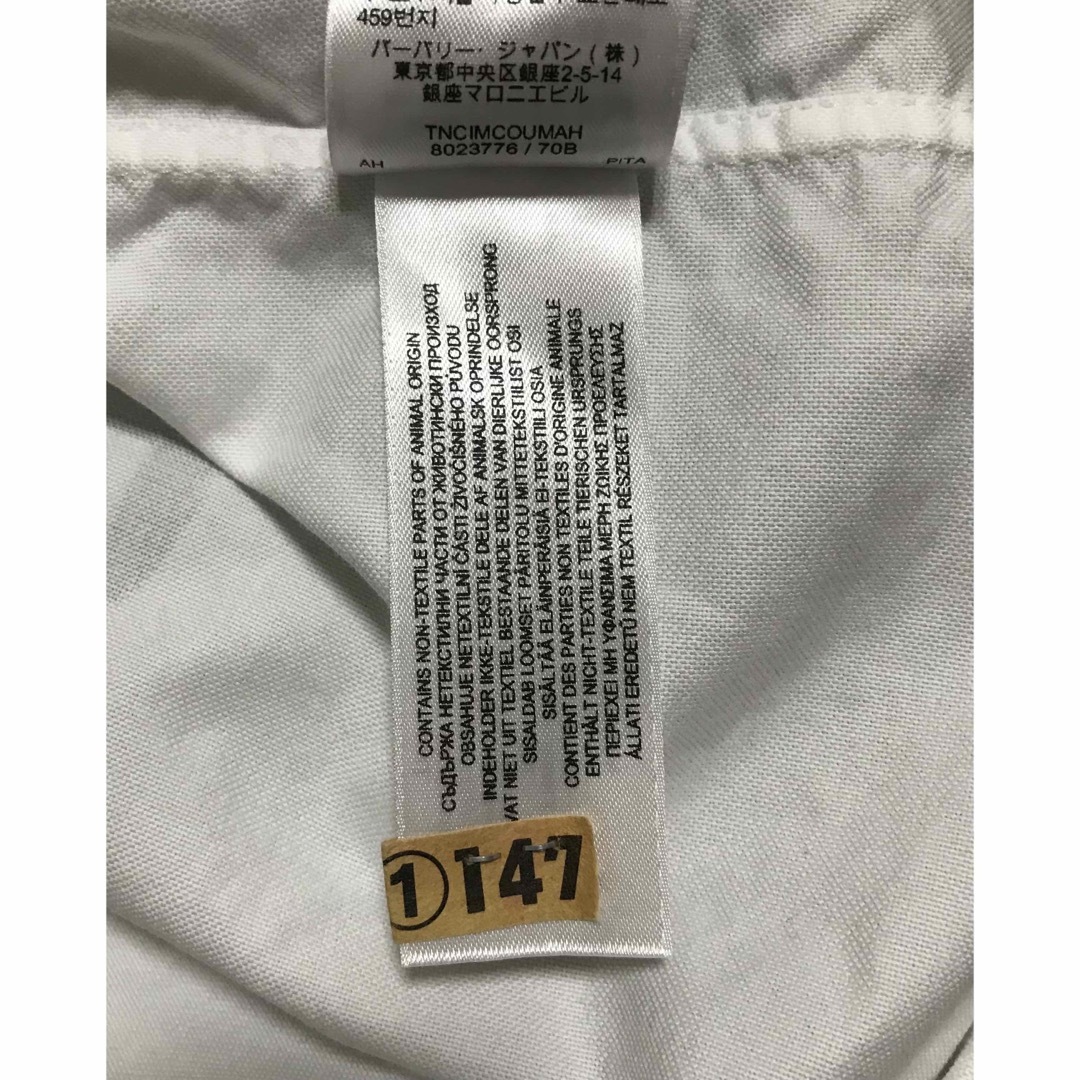 459번지
バーバリー・ジャパン(株)
東京都中央区銀座2-5-14
銀座マロニエビル
TNCIMCOUMAH
8023776 / 70B
AH
P/TA
CONTAINS NON-TEXTILE PARTS OF ANIMAL ORIGIN
СЪДЪРЖА НЕТЕКСТИЛНИ ЧАСТИ ОТ ЖИВОТИНСКИ ПРОИЗХОД
OBSAHUJE NETEXTILNÍ ČÁSTI ŽIVOČIŠNÉHO PŮVODU
INDEHOLDER IKKE-TEKSTILE DELE AF ANIMALSK OPRINDELSE
VAT NIET UIT TEXTIEL BESTAANDE DELEN VAN DIERLIJKE OORSPRONG
SISALDAB LOOMSET PÄRITOLU MITTETEKSTIILIST OSI
SISÄLTÄÄ ELÄINPERÄISIÄ EI-TEKSTIILI OSIA
CONTIENT DES PARTIES NON TEXTILES D'ORIGINE ANIMALE
ENTHÄLT NICHT-TEXTILE TEILE TIERISCHEN URSPRUNGS
ΠΕΡΙΕΧΕΙ ΜΗ ΥΦΑΝΣΙΜΑ ΜΕΡΗ ΖΩΙΚΗΣ ΠΡΟΕΛΕΥΣΗΣ
ÁLLATI EREDETŰ NEM TEXTIL RÉSZEKET TARTALMAZ
① 147